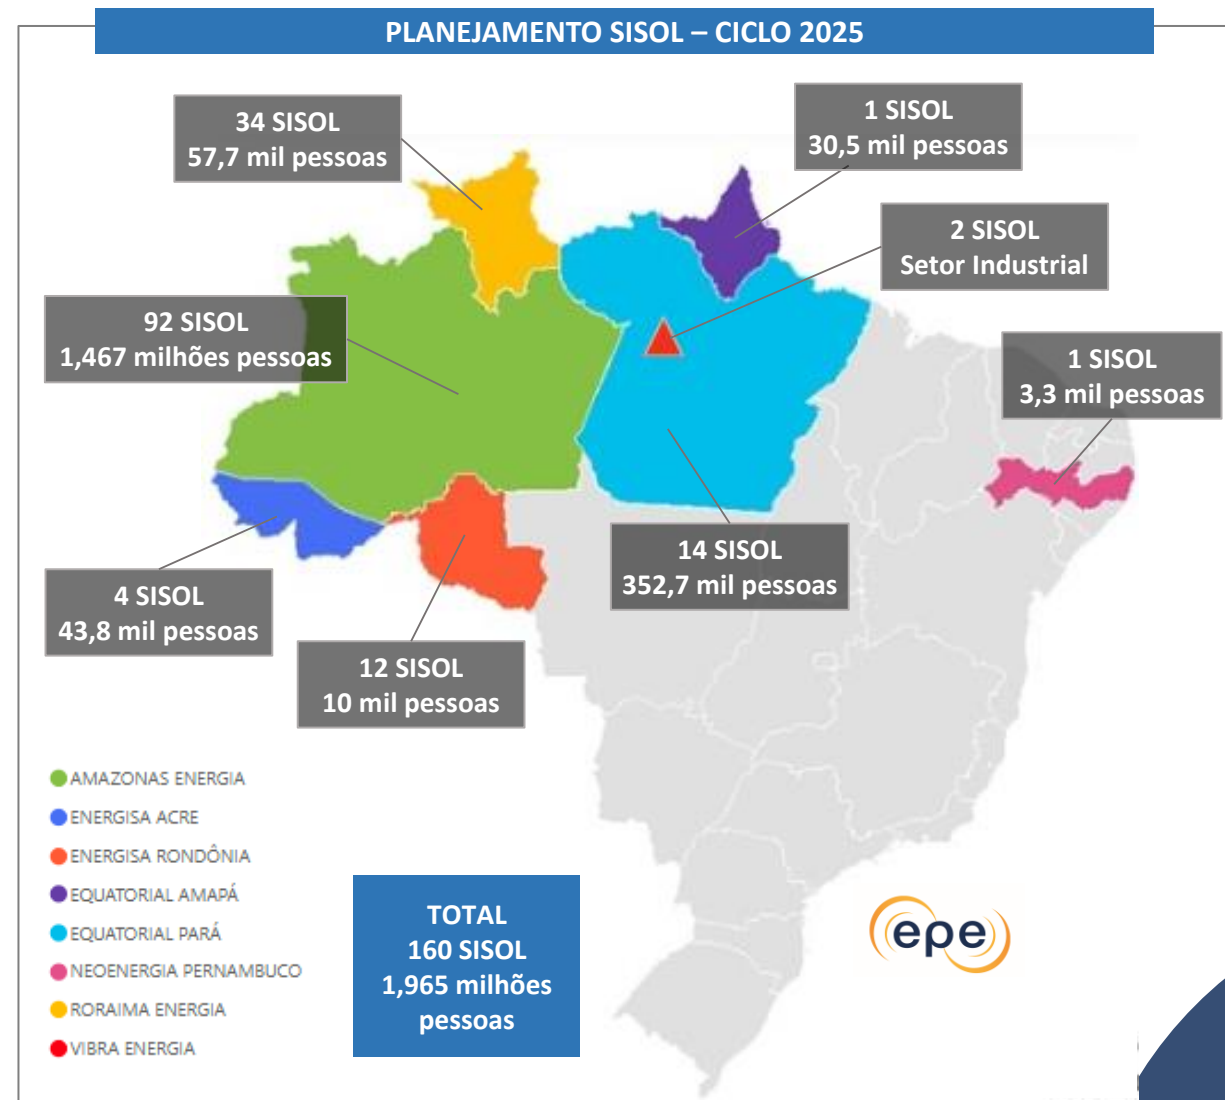 PLANEJAMENTO SISOL – CICLO 2025
34 SISOL
57,7 mil pessoas
1 SISOL
30,5 mil pessoas
2 SISOL
Setor Industrial
92 SISOL
1,467 milhões pessoas
1 SISOL
3,3 mil pessoas
14 SISOL
352,7 mil pessoas
4 SISOL
43,8 mil pessoas
12 SISOL
10 mil pessoas
AMAZONAS ENERGIA
ENERGISA ACRE
ENERGISA RONDÔNIA
EQUATORIAL AMAPÁ
EQUATORIAL PARÁ
NEOENERGIA PERNAMBUCO
RORAIMA ENERGIA
VIBRA ENERGIA
TOTAL
160 SISOL
1,965 milhões
pessoas
epe